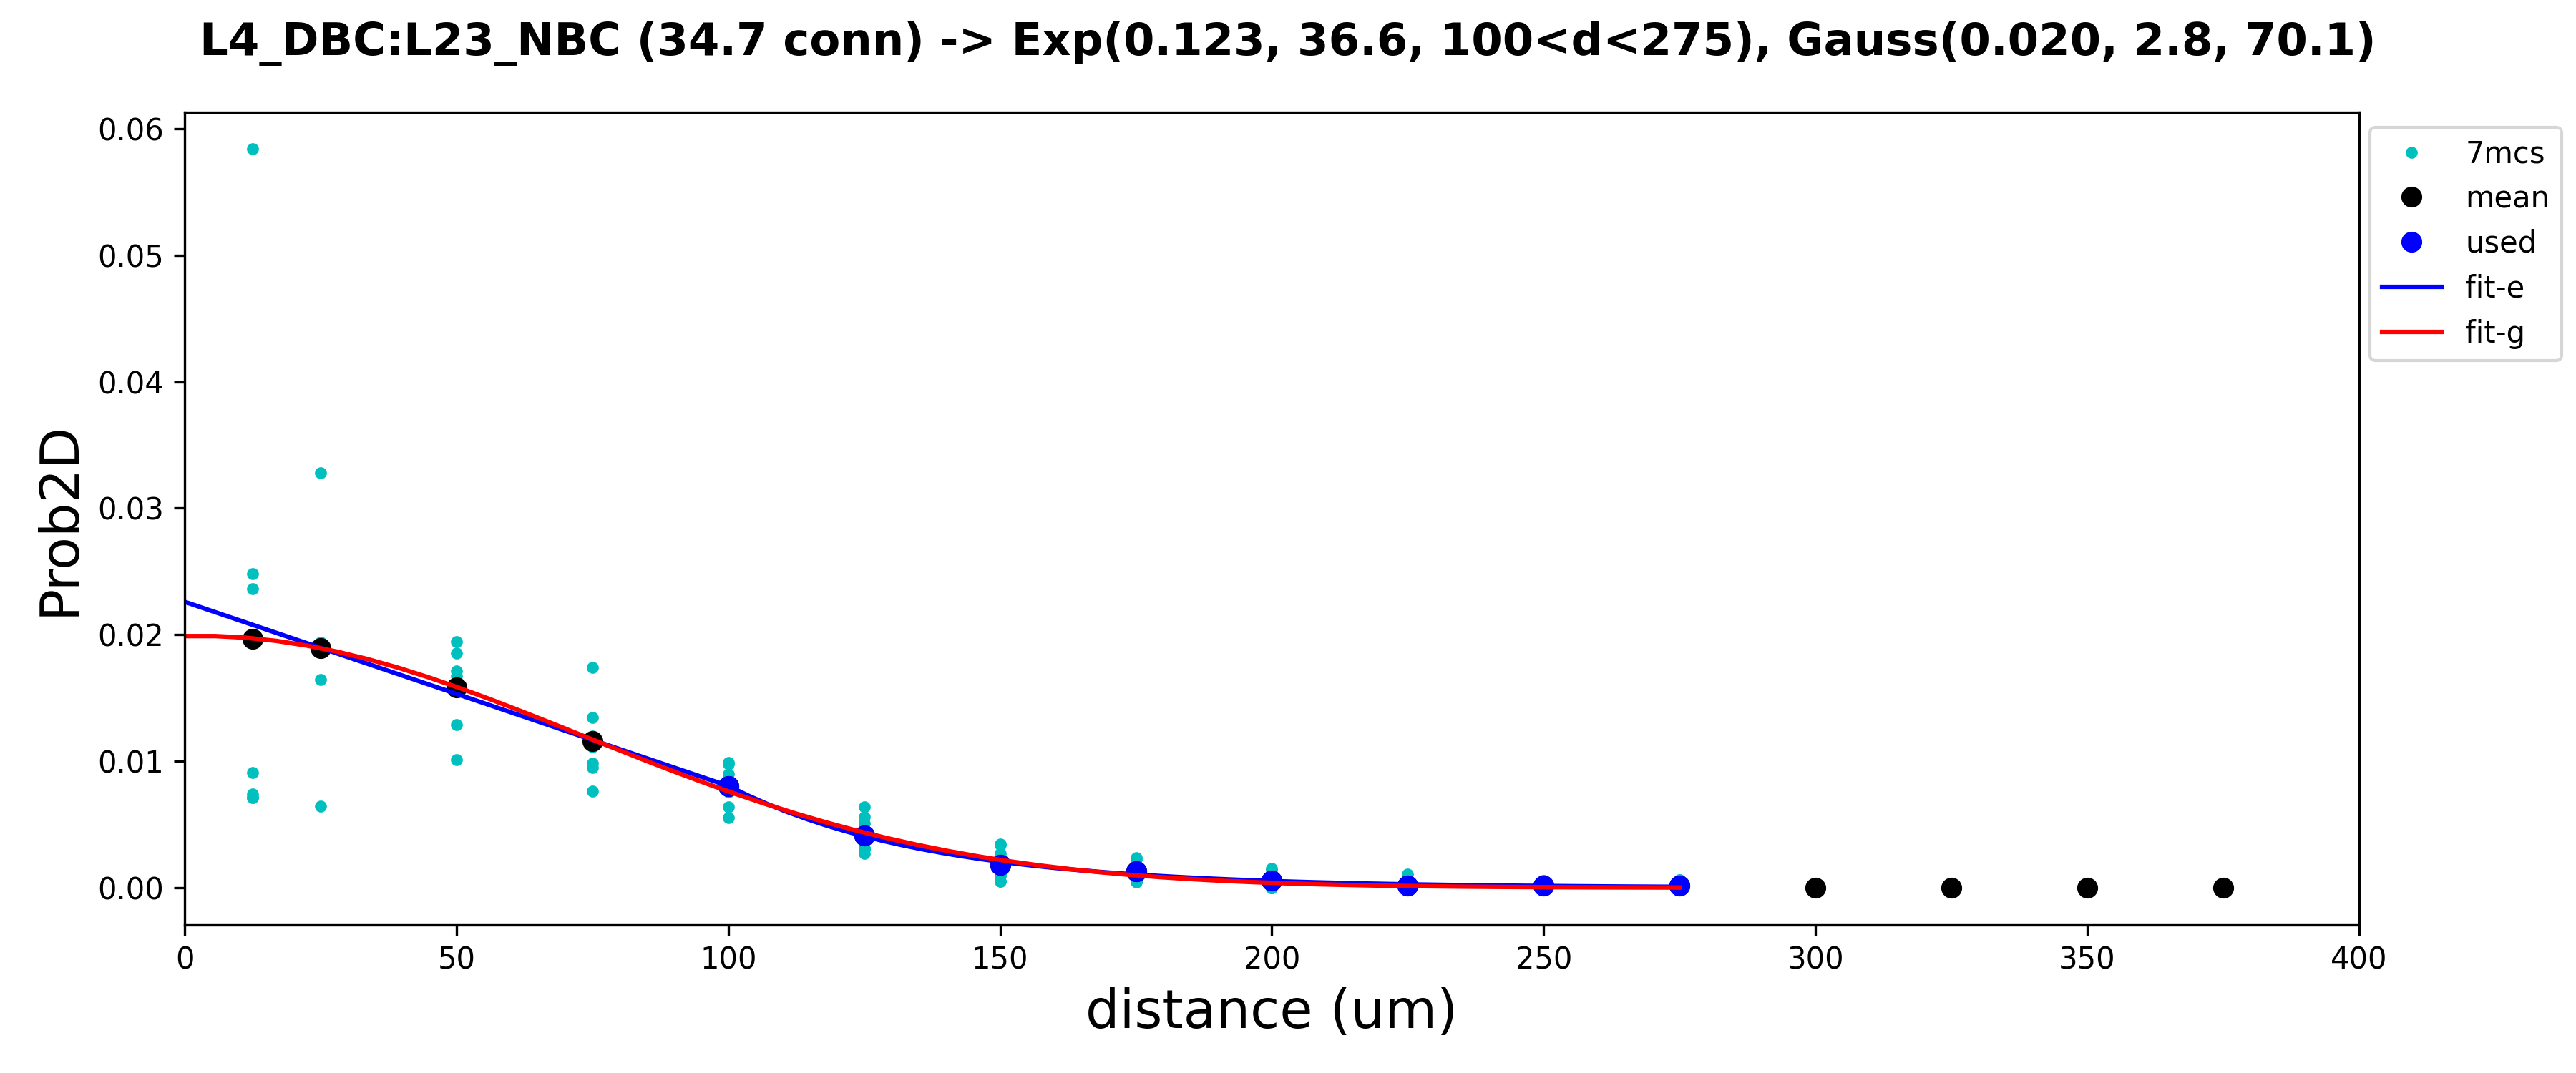 L4_DBC:L23_NBC (34.7 conn) -> Exp(0.123, 36.6, 100<d<275), Gauss(0.020, 2.8, 70.1)
0.06
0.05
0.04
0.03
0.02
0.01
0.00
Prob2D
0 50 100 150 200 250 300 350 400
distance (um)
7mcs
mean
used
fit-e
fit-g